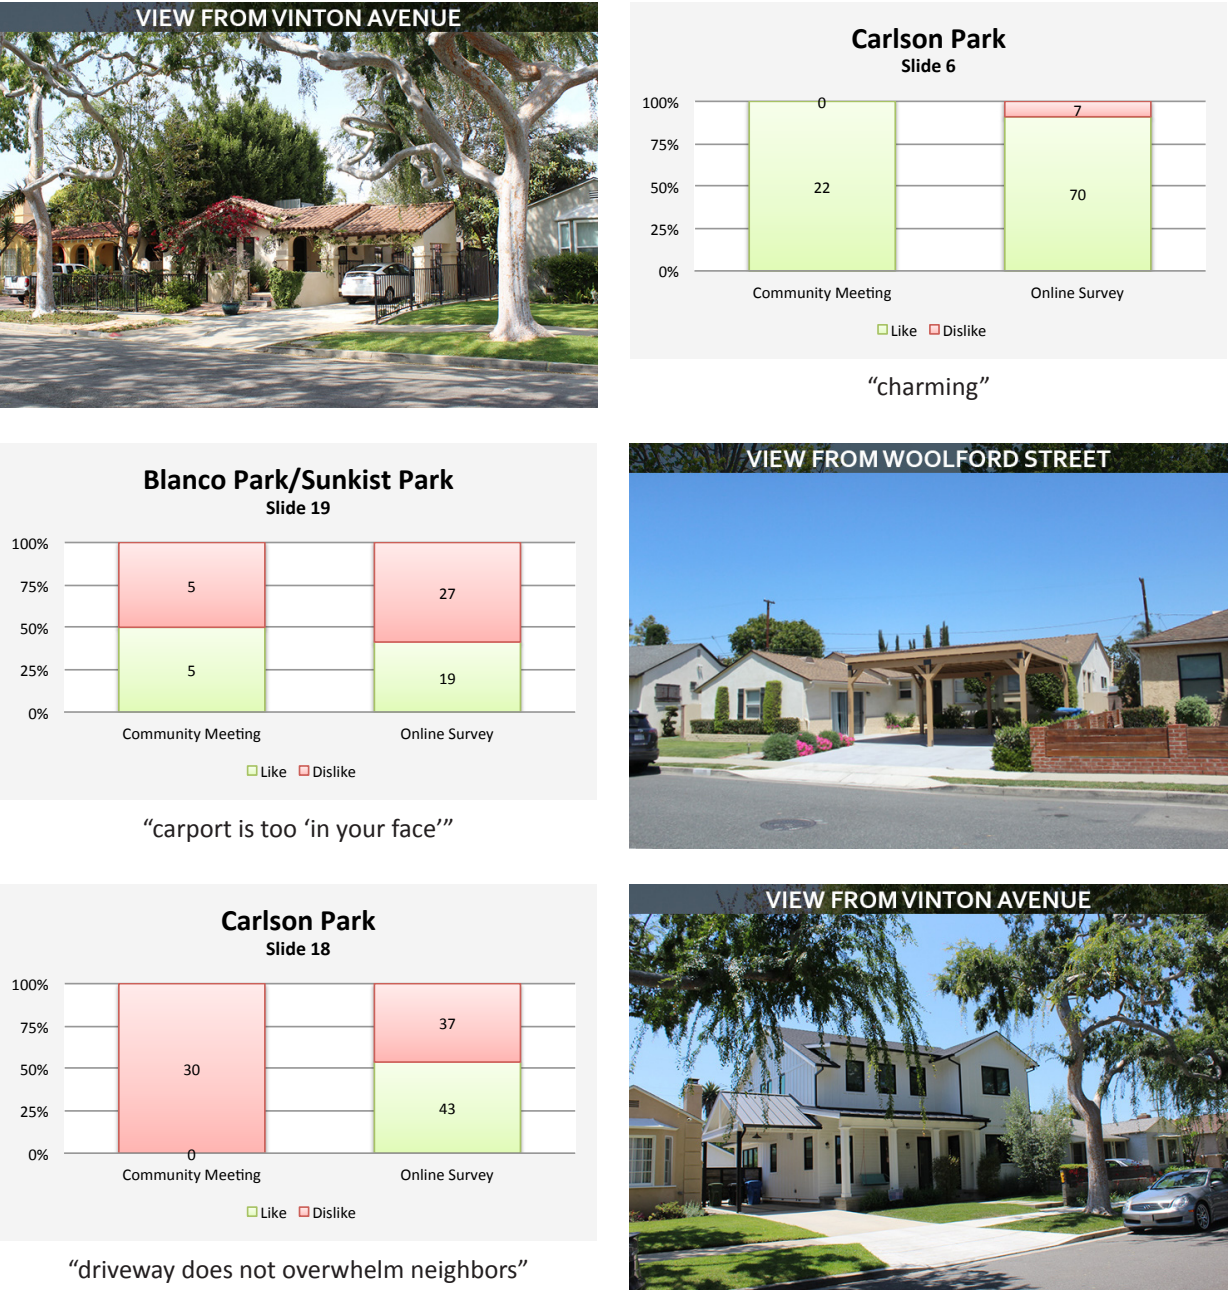 VIEW FROM VINTON AVENUE
Carlson Park
Slide 6
100%
75%
50%
25%
0%
0
22
7
70
Community Meeting
Online Survey
Like
Dislike
“charming”
Blanco Park/Sunkist Park
Slide 19
100%
75%
50%
25%
0%
5
5
27
19
Community Meeting
Online Survey
Like
Dislike
“carport is too ‘in your face’”
VIEW FROM WOOLFORD STREET
Carlson Park
Slide 18
100%
75%
50%
25%
0%
30
0
37
43
Community Meeting
Online Survey
Like
Dislike
“driveway does not overwhelm neighbors”
VIEW FROM VINTON AVENUE